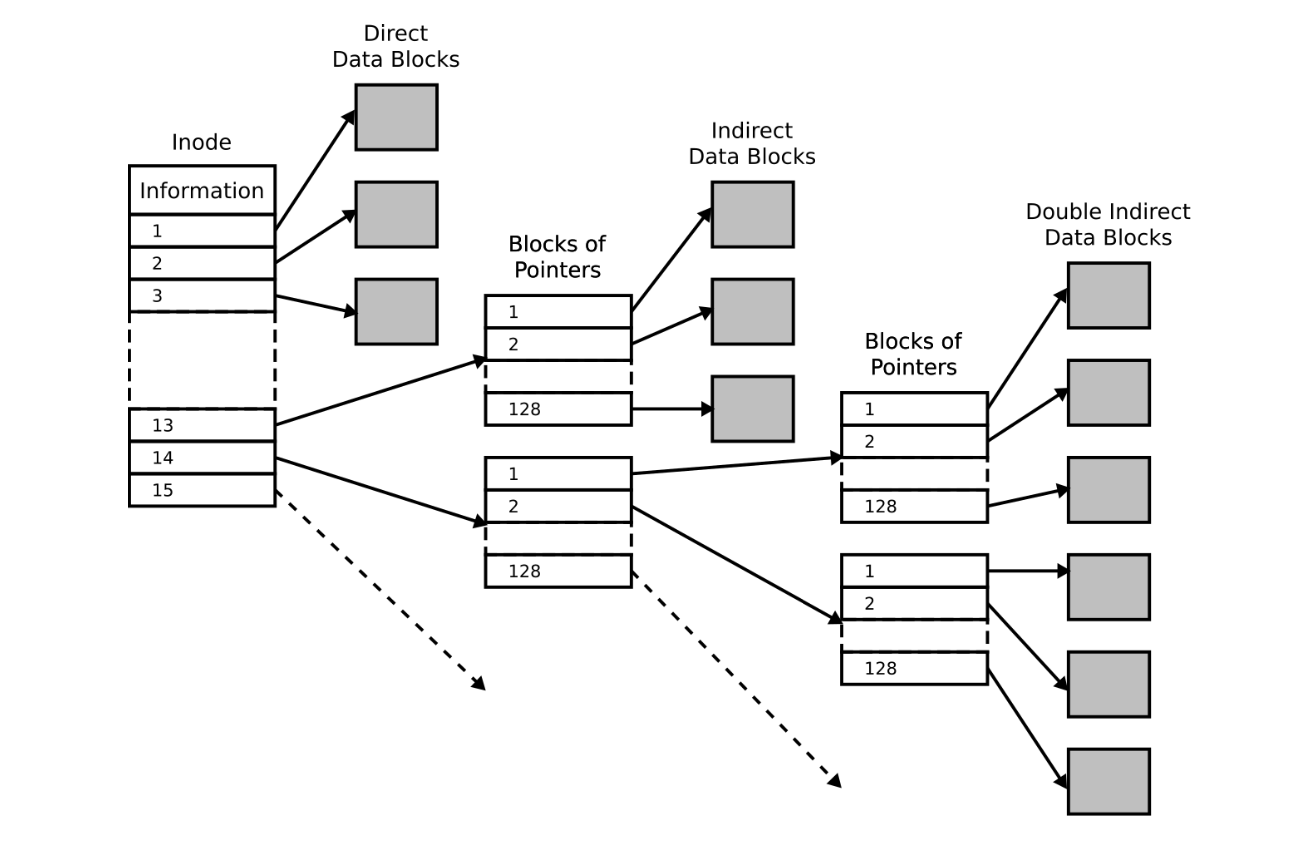 Direct
Data Blocks
Inode
Information
1
2
3
13
14
15
Indirect
Data Blocks
Blocks of
Pointers
1
2
128
1
2
128
Double Indirect
Data Blocks
Blocks of
Pointers
1
2
128
1
2
128